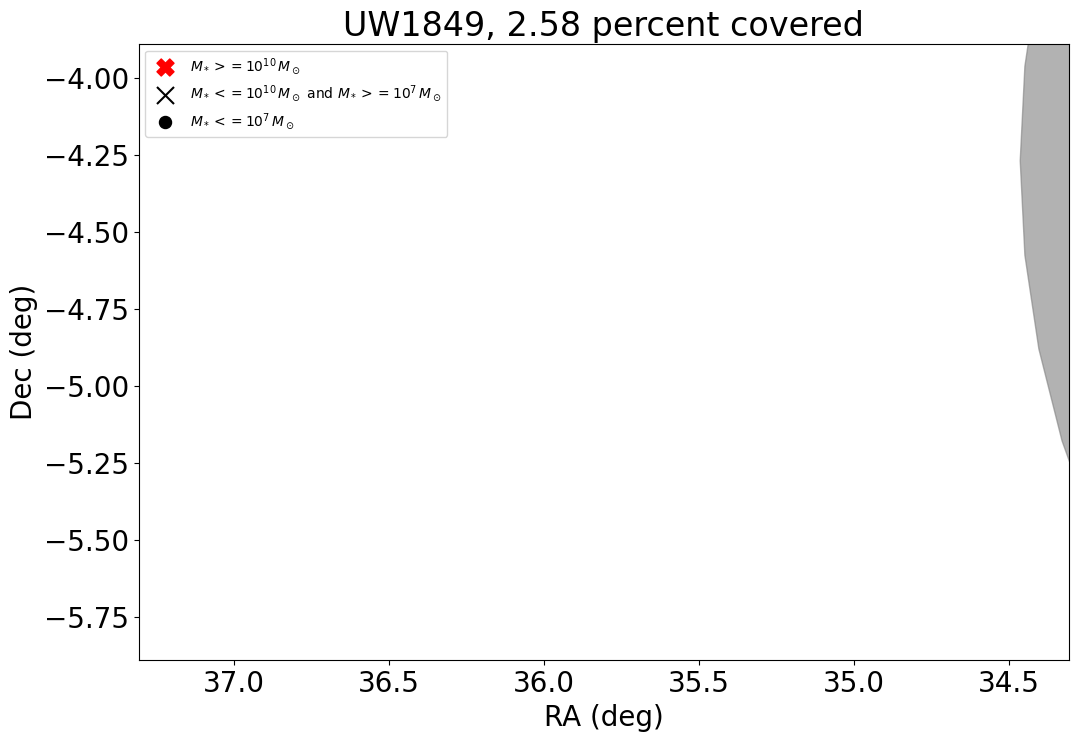 UW1849, 2.58 percent covered
M* >= 10^10 M⊙
M* <= 10^10 M⊙ and M* >= 10^7 M⊙
M* <= 10^7 M⊙
−4.00
−4.25
−4.50
−4.75
−5.00
−5.25
−5.50
−5.75
Dec (deg)
37.0 36.5 36.0 35.5 35.0 34.5
RA (deg)